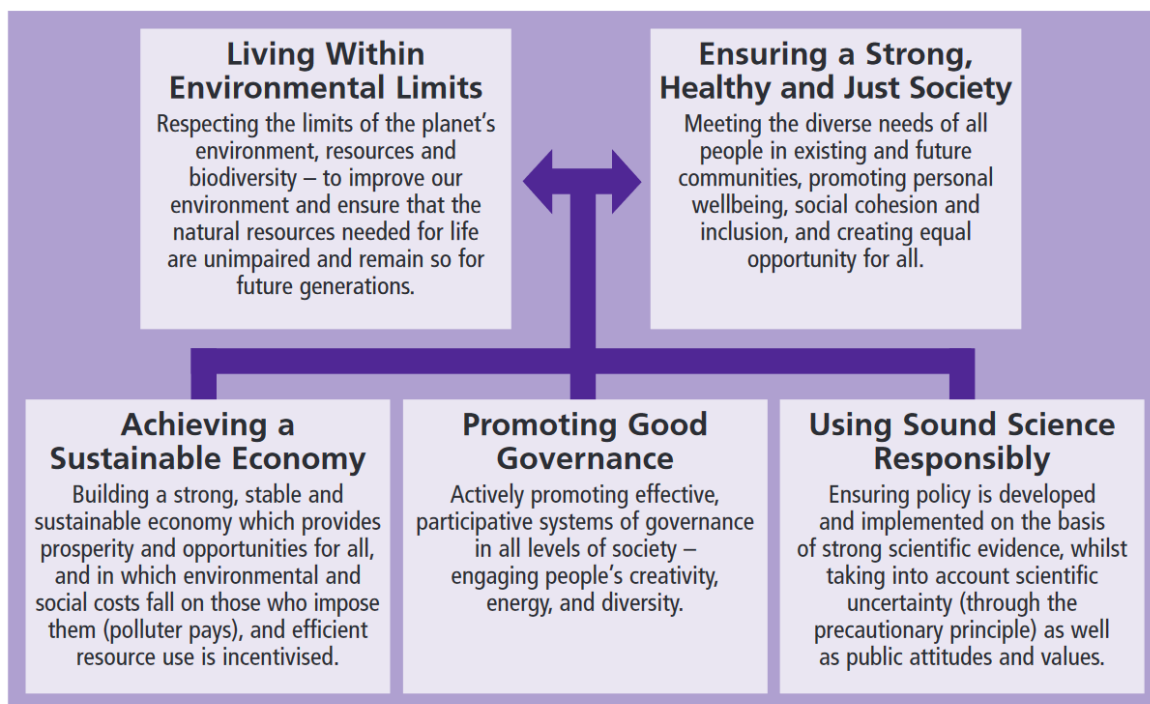 Living Within
Environmental Limits
Respecting the limits of the planet’s
environment, resources and
biodiversity – to improve our
environment and ensure that the
natural resources needed for life
are unimpaired and remain so for
future generations.
Ensuring a Strong,
Healthy and Just Society
Meeting the diverse needs of all
people in existing and future
communities, promoting personal
wellbeing, social cohesion and
inclusion, and creating equal
opportunity for all.
Achieving a
Sustainable Economy
Building a strong, stable and
sustainable economy which provides
prosperity and opportunities for all,
and in which environmental and
social costs fall on those who impose
them (polluter pays), and efficient
resource use is incentivised.
Promoting Good
Governance
Actively promoting effective,
participative systems of governance
in all levels of society –
engaging people’s creativity,
energy, and diversity.
Using Sound Science
Responsibly
Ensuring policy is developed
and implemented on the basis
of strong scientific evidence, whilst
taking into account scientific
uncertainty (through the
precautionary principle) as well
as public attitudes and values.